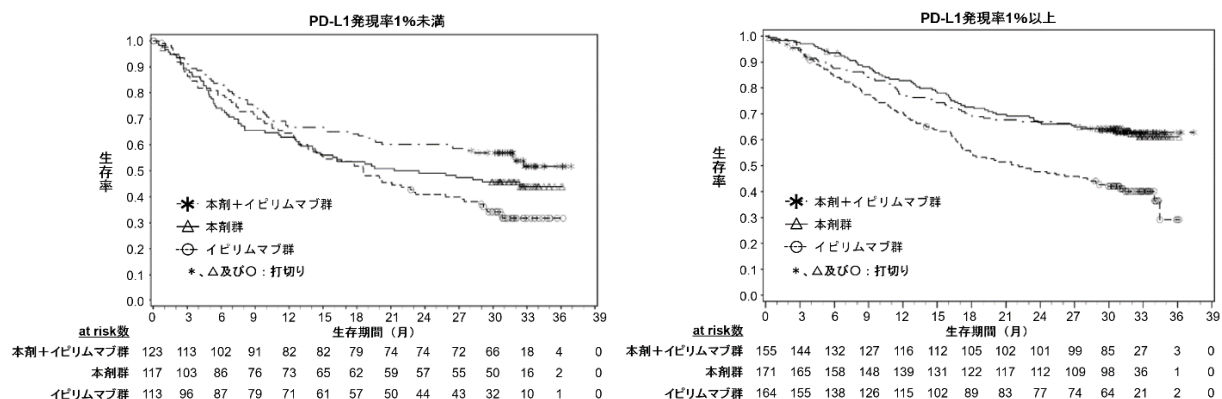 PD-L1発現率1%未満
1.0
0.9
0.8
0.7
0.6
0.5
0.4
0.3
0.2
0.1
0.0
生存率
本剤+イピリムマブ群
本剤群
イピリムマブ群
*、△及び○：打切り
0 3 6 9 12 15 18 21 24 27 30 33 36 39
生存期間（月）
at risk数
本剤+イピリムマブ群 123 113 102 91 82 82 79 74 74 72 66 18 4 0
本剤群 117 103 86 76 73 65 62 59 57 55 50 16 2 0
イピリムマブ群 113 96 87 79 71 61 57 50 44 43 32 10 1 0
PD-L1発現率1%以上
1.0
0.9
0.8
0.7
0.6
0.5
0.4
0.3
0.2
0.1
0.0
生存率
本剤+イピリムマブ群
本剤群
イピリムマブ群
*、△及び○：打切り
0 3 6 9 12 15 18 21 24 27 30 33 36 39
生存期間（月）
at risk数
本剤+イピリムマブ群 155 144 132 127 116 112 105 102 101 99 85 27 3 0
本剤群 171 165 158 148 139 131 122 117 112 109 98 36 1 0
イピリムマブ群 164 155 138 126 115 102 89 83 77 74 64 21 2 0